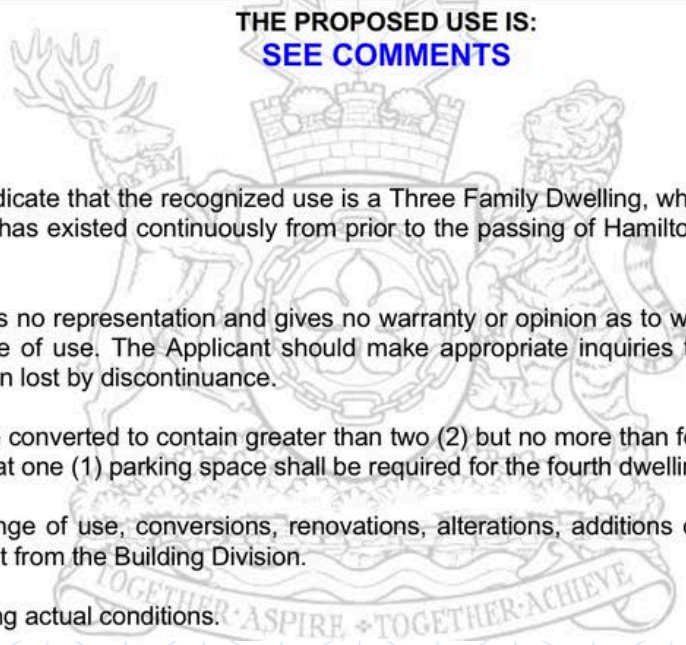 THE PROPOSED USE IS:
SEE COMMENTS
dicate that the recognized use is a Three Family Dwelling, wh
has existed continuously from prior to the passing of Hamilto
s no representation and gives no warranty or opinion as to w
e of use. The Applicant should make appropriate inquiries t
n lost by discontinuance.
converted to contain greater than two (2) but no more than fo
at one (1) parking space shall be required for the fourth dwellin
nge of use, conversions, renovations, alterations, additions o
t from the Building Division.
ng actual conditions.
TOGETHER·ASPIRE TOGETHER·ACHIEVE